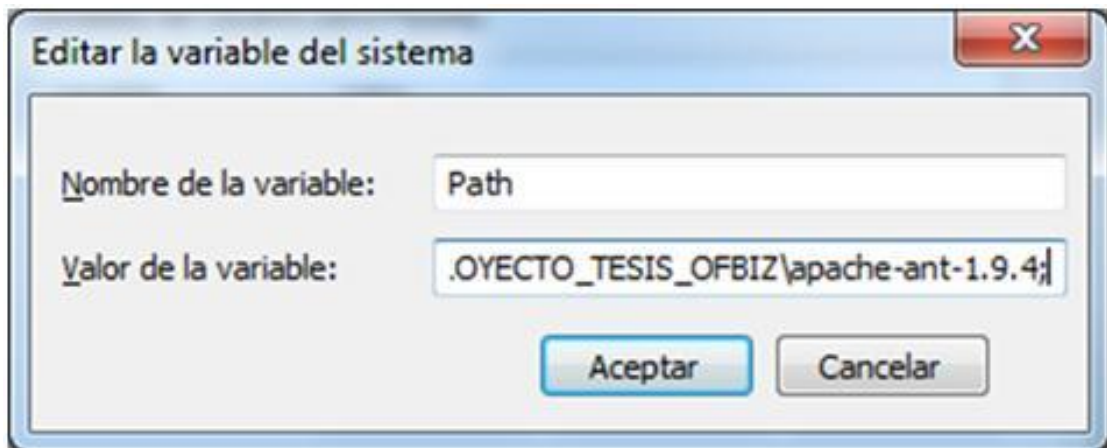 Editar la variable del sistema
Nombre de la variable: Path
Valor de la variable: .OYECTO_TESIS_OFBIZ\apache-ant-1.9.4;
Aceptar Cancelar